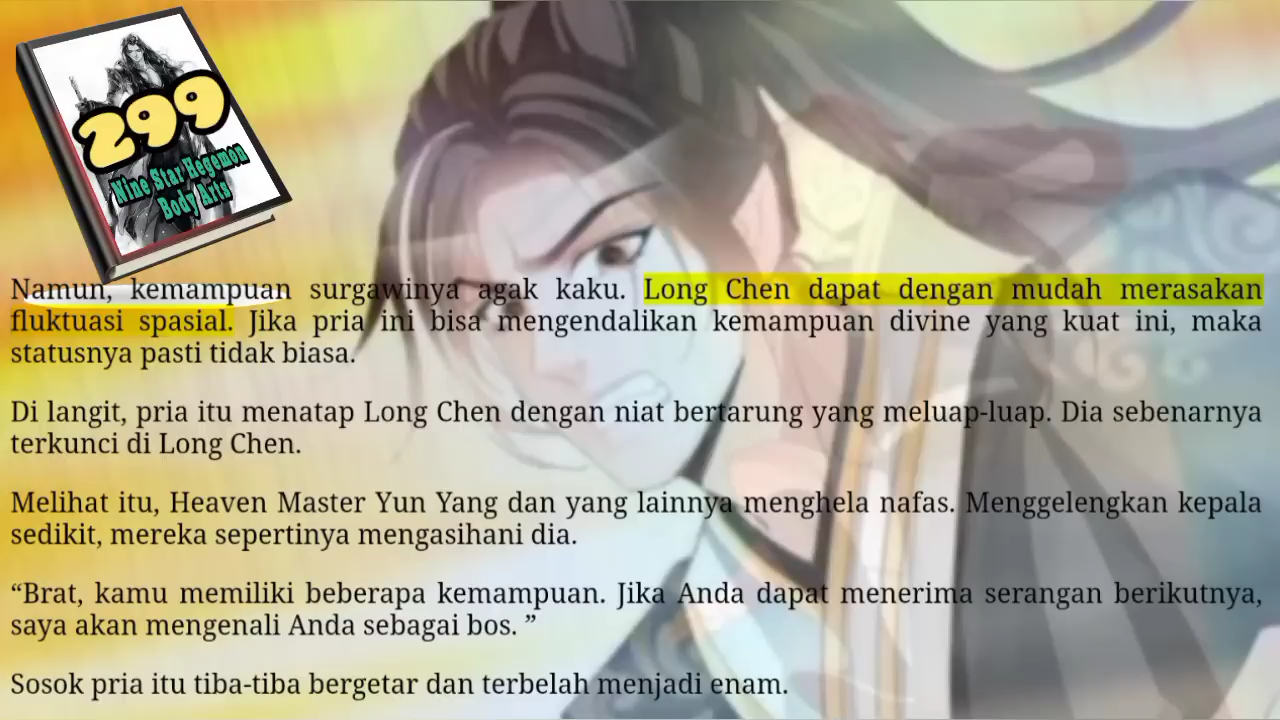 299
Nine Star Hegemon
Body Arts
Namun, kemampuan surgawinya agak kaku. Long Chen dapat dengan mudah merasakan
fluktuasi spasial. Jika pria ini bisa mengendalikan kemampuan divine yang kuat ini, maka
statusnya pasti tidak biasa.
Di langit, pria itu menatap Long Chen dengan niat bertarung yang meluap-luap. Dia sebenarnya
terkunci di Long Chen.
Melihat itu, Heaven Master Yun Yang dan yang lainnya menghela nafas. Menggelengkan kepala
sedikit, mereka sepertinya mengasihani dia.
“Brat, kamu memiliki beberapa kemampuan. Jika Anda dapat menerima serangan berikutnya,
saya akan mengenali Anda sebagai bos. ”
Sosok pria itu tiba-tiba bergetar dan terbelah menjadi enam.